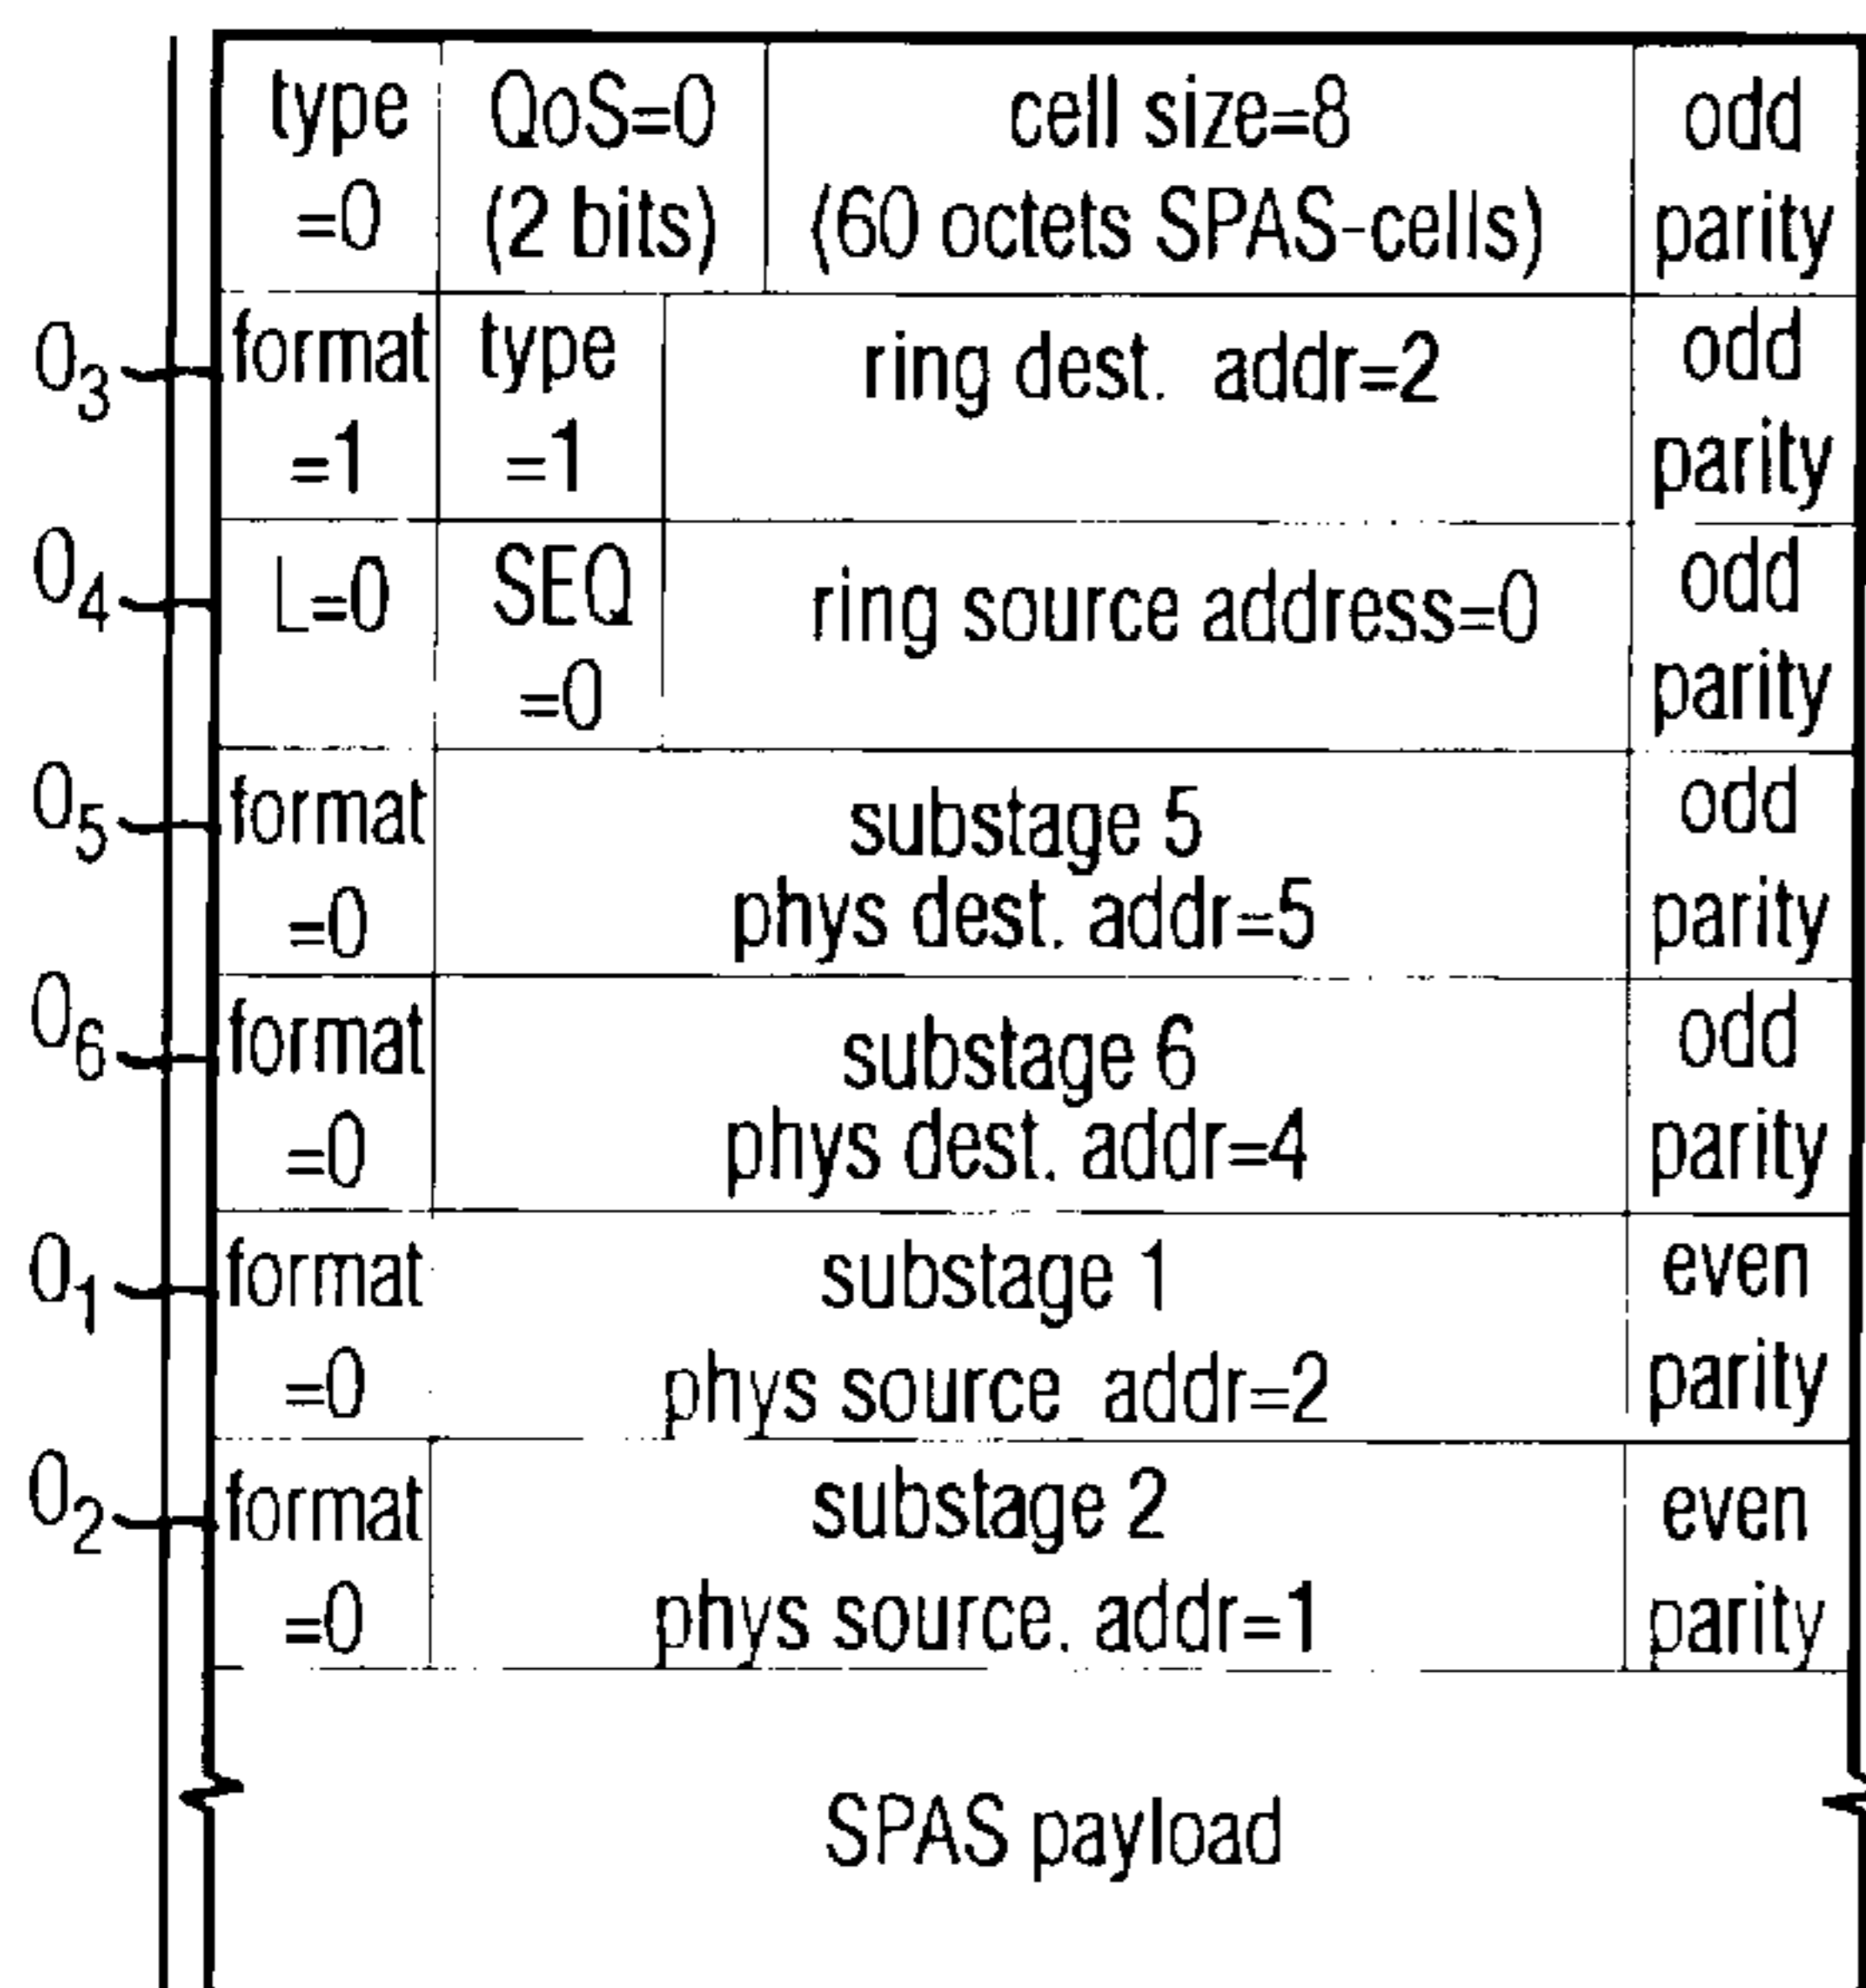 type QoS=0 cell size=8 odd
=0 (2 bits) (60 octets SPAS-cells) parity
O3 format type ring dest. addr=2 odd
=1 =1 parity
O4 L=0 SEQ ring source address=0 odd
=0 parity
O5 format substage 5 odd
=0 phys dest. addr=5 parity
O6 format substage 6 odd
=0 phys dest. addr=4 parity
O1 format substage 1 even
=0 phys source addr=2 parity
O2 format substage 2 even
=0 phys source. addr=1 parity
SPAS payload